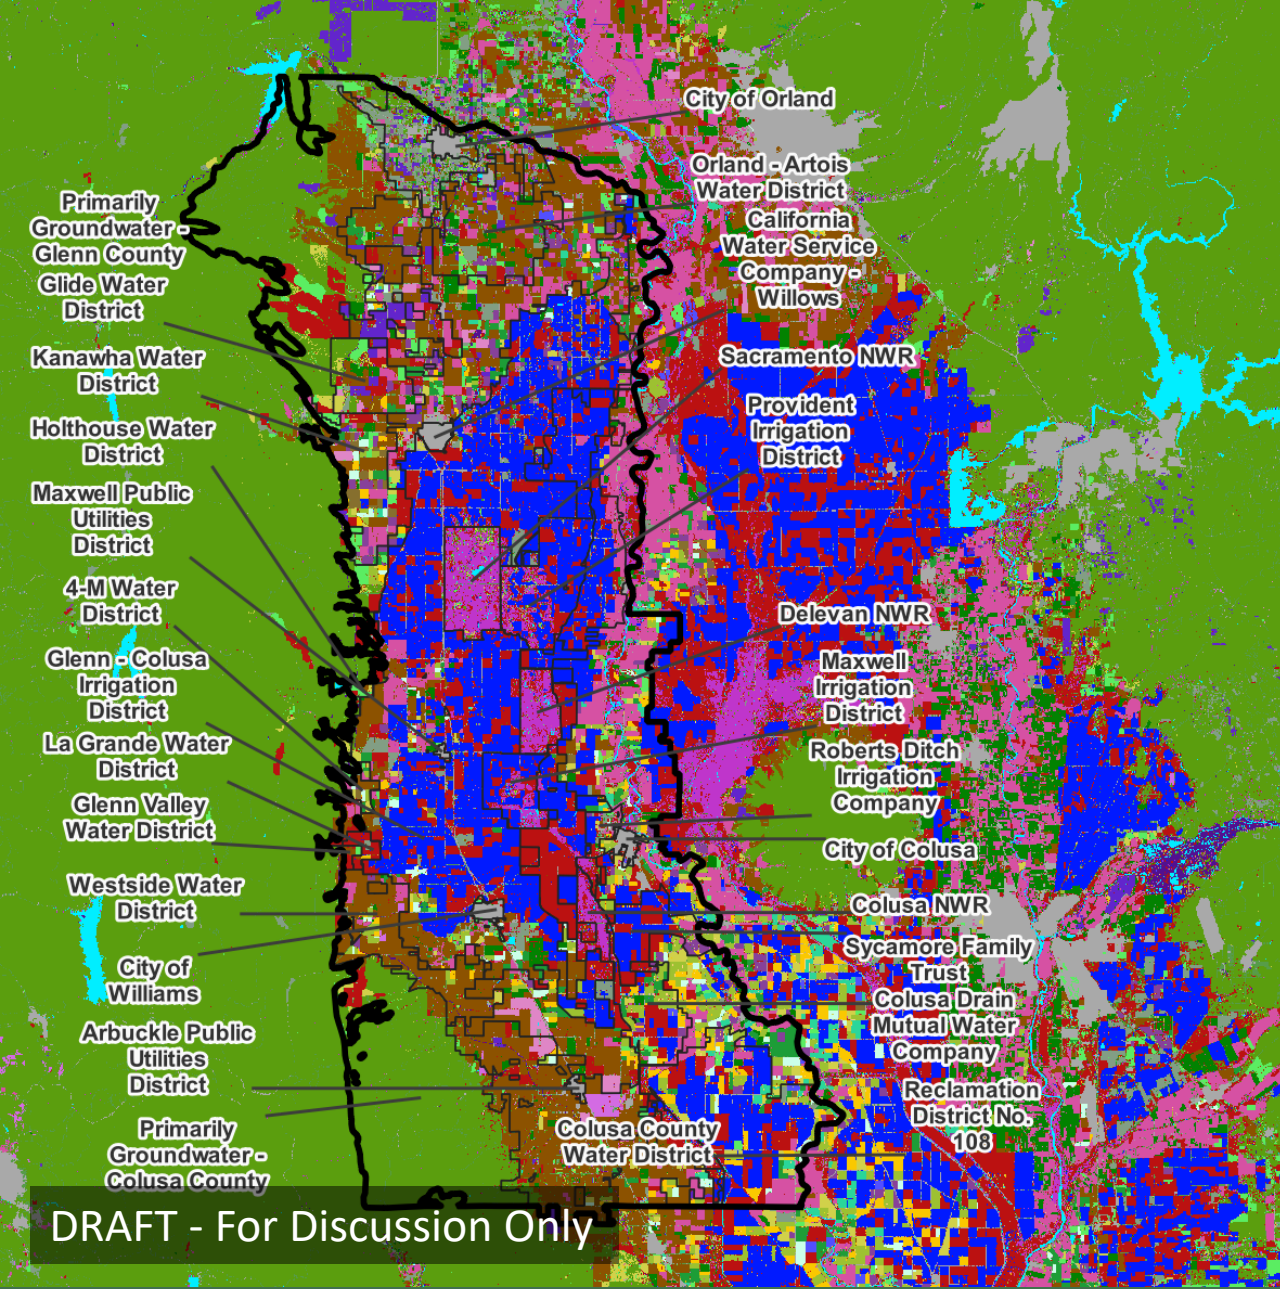 City of Orland
Orland - Artois
Water District
California
Water Service
Company -
Willows
Sacramento NWR
Provident
Irrigation
District
Delevan NWR
Maxwell
Irrigation
District
Roberts Ditch
Irrigation
Company
City of Colusa
Colusa NWR
Sycamore Family
Trust
Colusa Drain
Mutual Water
Company
Reclamation
District No.
108
Colusa County
Water District
Primarily
Groundwater -
Glenn County
Glide Water
District
Kanawha Water
District
Holthouse Water
District
Maxwell Public
Utilities
District
4-M Water
District
Glenn - Colusa
Irrigation
District
La Grande Water
District
Glenn Valley
Water District
Westside Water
District
City of
Williams
Arbuckle Public
Utilities
District
Primarily
Groundwater -
Colusa County
DRAFT - For Discussion Only